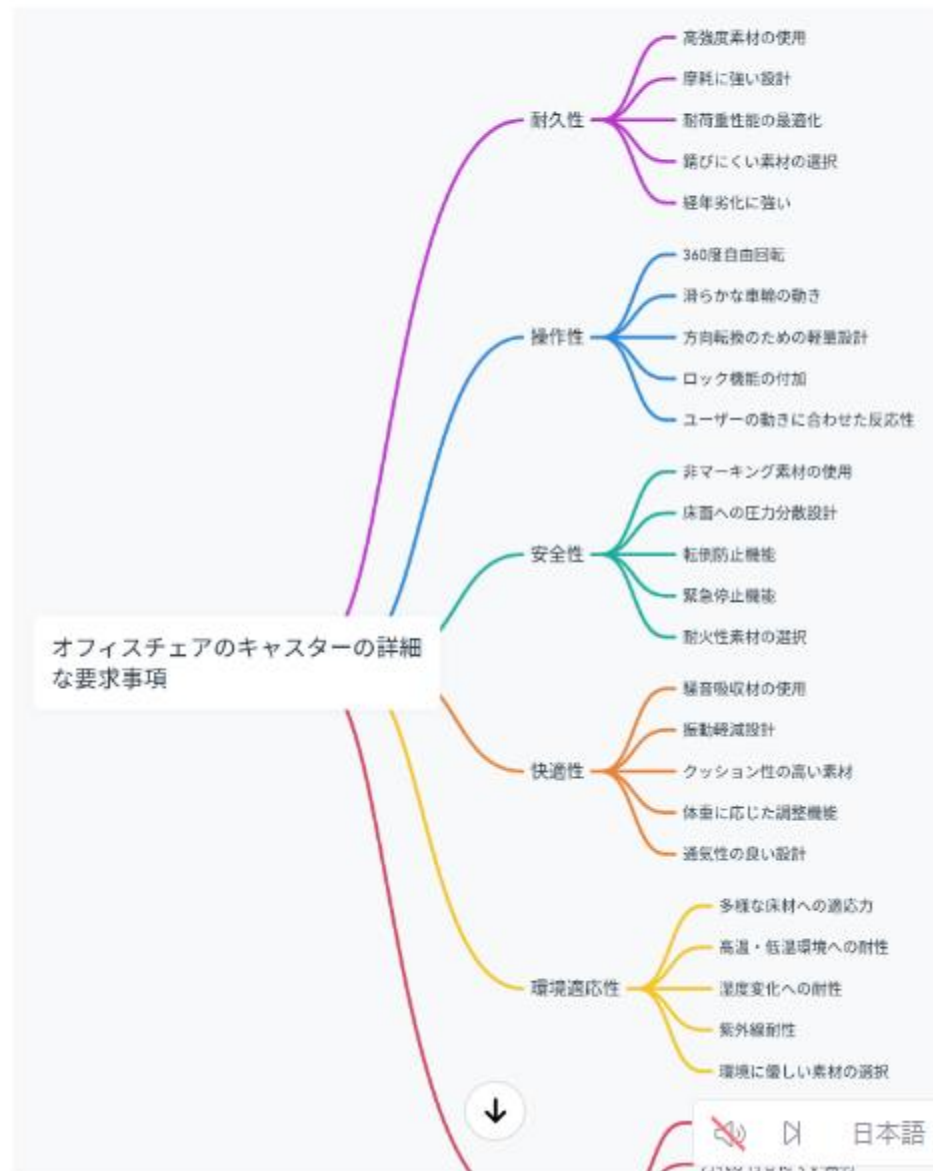 オフィスチェアのキャスターの詳細
な要求事項
耐久性
高強度素材の使用
摩耗に強い設計
耐荷重性能の最適化
錆びにくい素材の選択
経年劣化に強い
操作性
360度自由回転
滑らかな車輪の動き
方向転換のための軽量設計
ロック機能の付加
ユーザーの動きに合わせた反応性
安全性
非マーキング素材の使用
床面への圧力分散設計
転倒防止機能
緊急停止機能
耐火性素材の選択
快適性
騒音吸収材の使用
振動軽減設計
クッション性の高い素材
体重に応じた調整機能
通気性の良い設計
環境適応性
多様な床材への適応力
高温・低温環境への耐性
湿度変化への耐性
紫外線耐性
環境に優しい素材の選択
日本語